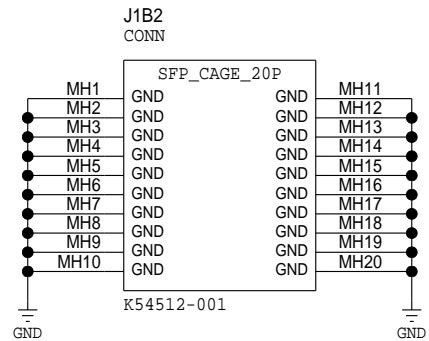 J1B2
CONN
SFP_CAGE_20P
MH1 GND GND MH11
MH2 GND GND MH12
MH3 GND GND MH13
MH4 GND GND MH14
MH5 GND GND MH15
MH6 GND GND MH16
MH7 GND GND MH17
MH8 GND GND MH18
MH9 GND GND MH19
MH10 GND GND MH20
K54512-001
GND GND